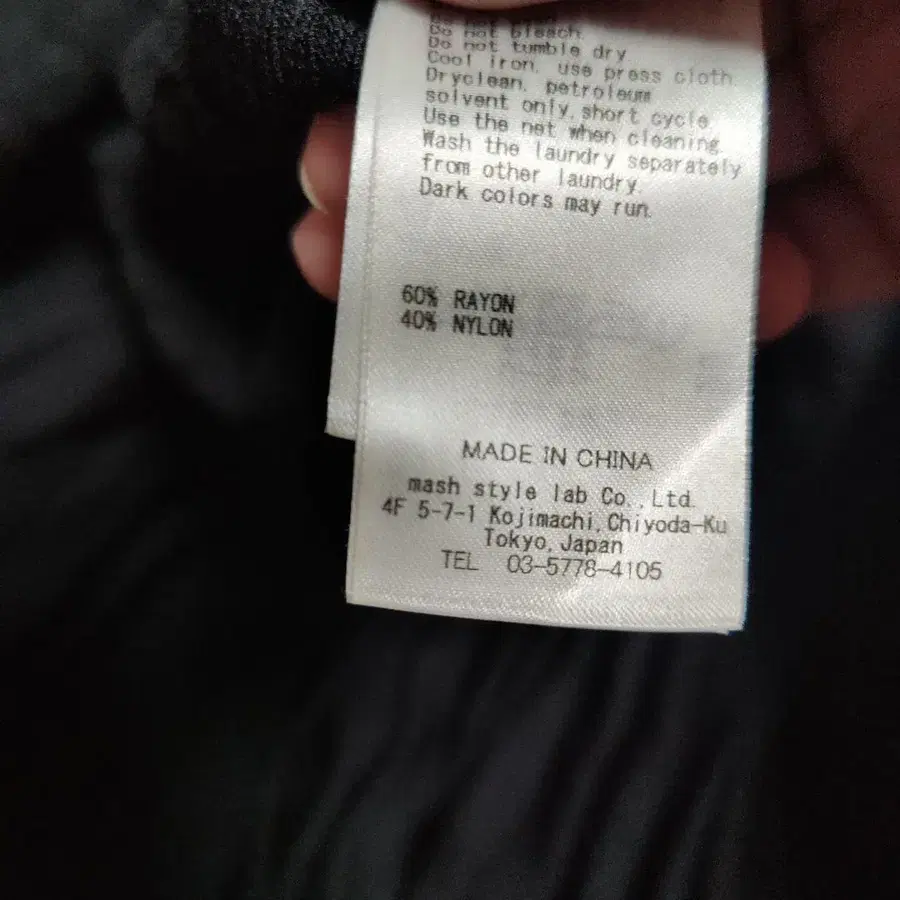 Do not bleach.
Do not tumble dry
Cool iron, use press cloth.
Dryclean, petroleum
solvent only, short cycle.
Use the net when cleaning.
Wash the laundry separately
from other laundry.
Dark colors may run.
60% RAYON
40% NYLON
MADE IN CHINA
mash style lab Co.,Ltd.
4F 5-7-1 Kojimachi,Chiyoda-Ku
Tokyo,Japan
TEL 03-5778-4105